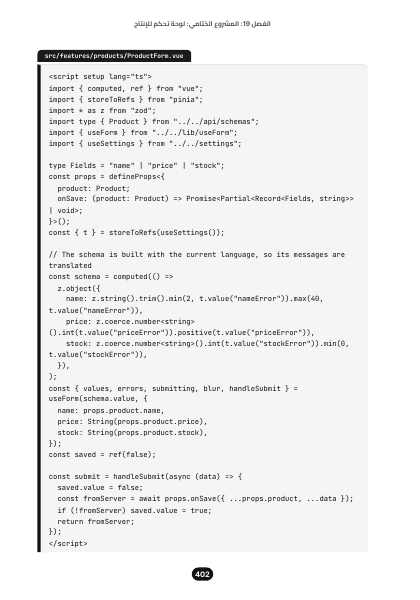 الفصل 19: المشروع الختامي: لوحة تحكم للإنتاج
src/features/products/ProductForm.vue
<script setup lang="ts">
import { computed, ref } from "vue";
import { storeToRefs } from "pinia";
import * as z from "zod";
import type { Product } from "../../api/schemas";
import { useForm } from "../../lib/useForm";
import { useSettings } from "../../settings";

type Fields = "name" | "price" | "stock";
const props = defineProps<{
  product: Product;
  onSave: (product: Product) => Promise<Partial<Record<Fields, string>>
| void>;
}>();
const { t } = storeToRefs(useSettings());

// The schema is built with the current language, so its messages are
translated
const schema = computed(() =>
  z.object({
    name: z.string().trim().min(2, t.value("nameError")).max(40,
t.value("nameError")),
    price: z.coerce.number<string>
().int(t.value("priceError")).positive(t.value("priceError")),
    stock: z.coerce.number<string>().int(t.value("stockError")).min(0,
t.value("stockError")),
  }),
);
const { values, errors, submitting, blur, handleSubmit } =
useForm(schema.value, {
  name: props.product.name,
  price: String(props.product.price),
  stock: String(props.product.stock),
});
const saved = ref(false);

const submit = handleSubmit(async (data) => {
  saved.value = false;
  const fromServer = await props.onSave({ ...props.product, ...data });
  if (!fromServer) saved.value = true;
  return fromServer;
});
</script>
402